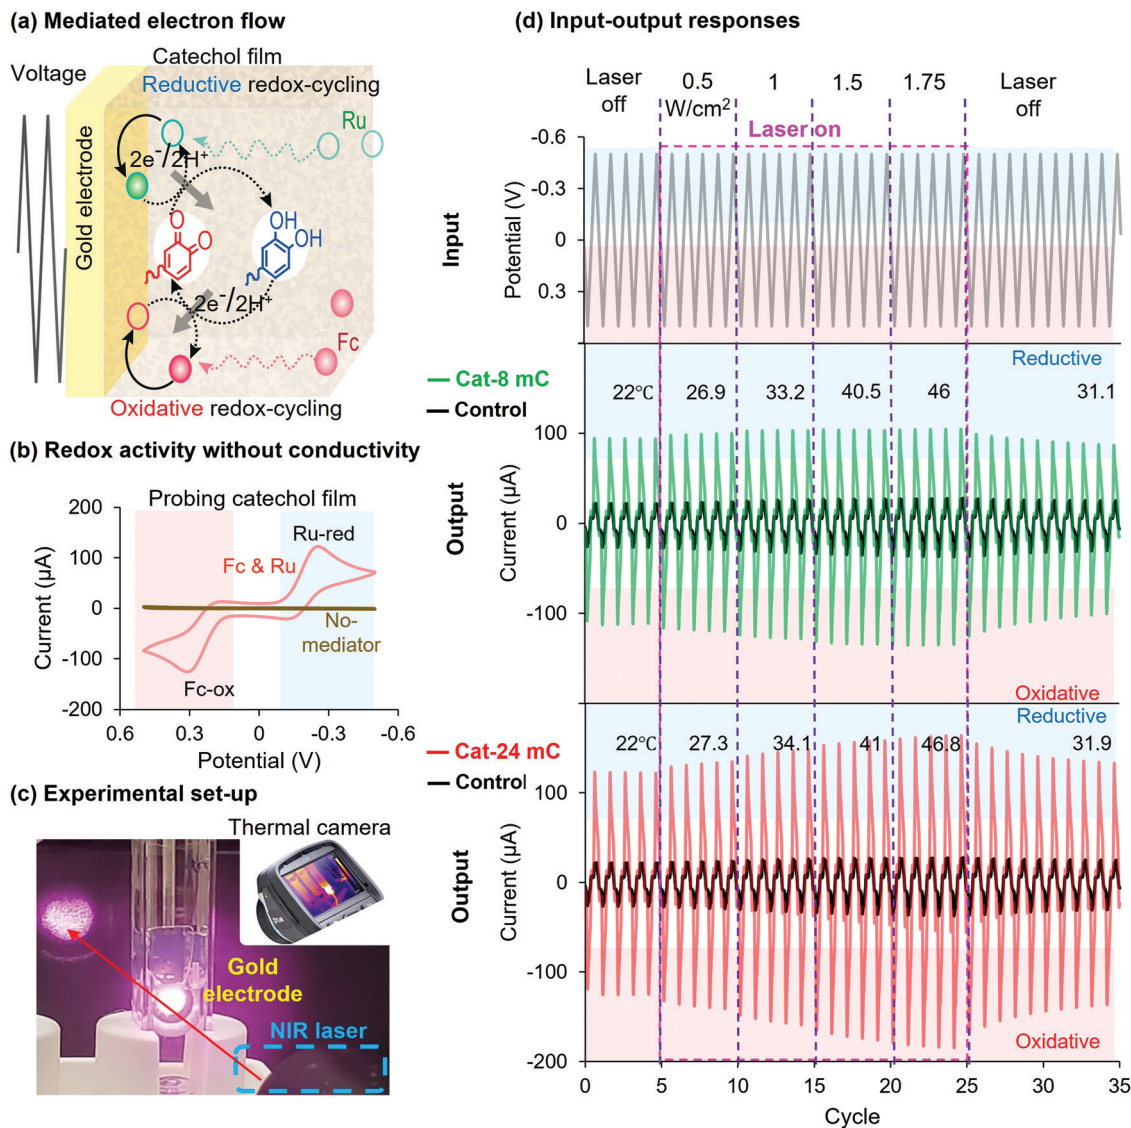 (a) Mediated electron flow
Catechol film
Voltage
Reductive redox-cycling
Gold electrode
Ru
2e⁻/2H⁺
O
O
OH
OH
2e⁻/2H⁺
Fc
Oxidative redox-cycling
(b) Redox activity without conductivity
Probing catechol film
Current (µA)
200
100
0
-100
-200
Ru-red
Fc & Ru
No-
mediator
Fc-ox
0.6
0.3
0
-0.3
-0.6
Potential (V)
(c) Experimental set-up
Thermal camera
Gold
electrode
NIR laser
(d) Input-output responses
Laser
off
0.5
W/cm²
1
1.5
1.75
Laser
off
Laser on
Input
Potential (V)
-0.6
-0.3
0
0.3
Cat-8 mC
Control
Output
Current (µA)
Reductive
22℃
26.9
33.2
40.5
46
31.1
100
0
-100
Oxidative
Cat-24 mC
Control
Output
Current (µA)
Reductive
22℃
27.3
34.1
41
46.8
31.9
100
0
-100
-200
Oxidative
0
5
10
15
20
25
30
35
Cycle